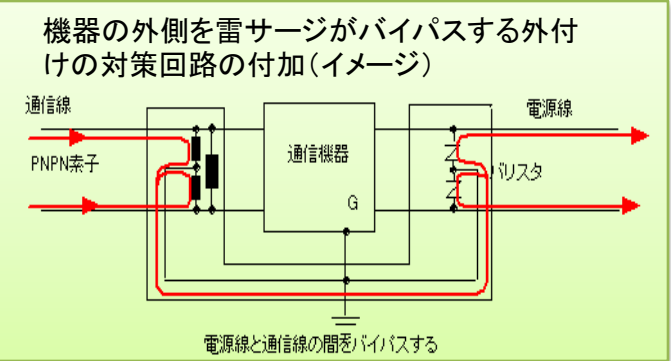 機器の外側を雷サージがバイパスする外付
けの対策回路の付加(イメージ)
通信線
電源線
PNPN素子
通信機器
バリスタ
G
電源線と通信線の間をバイパスする